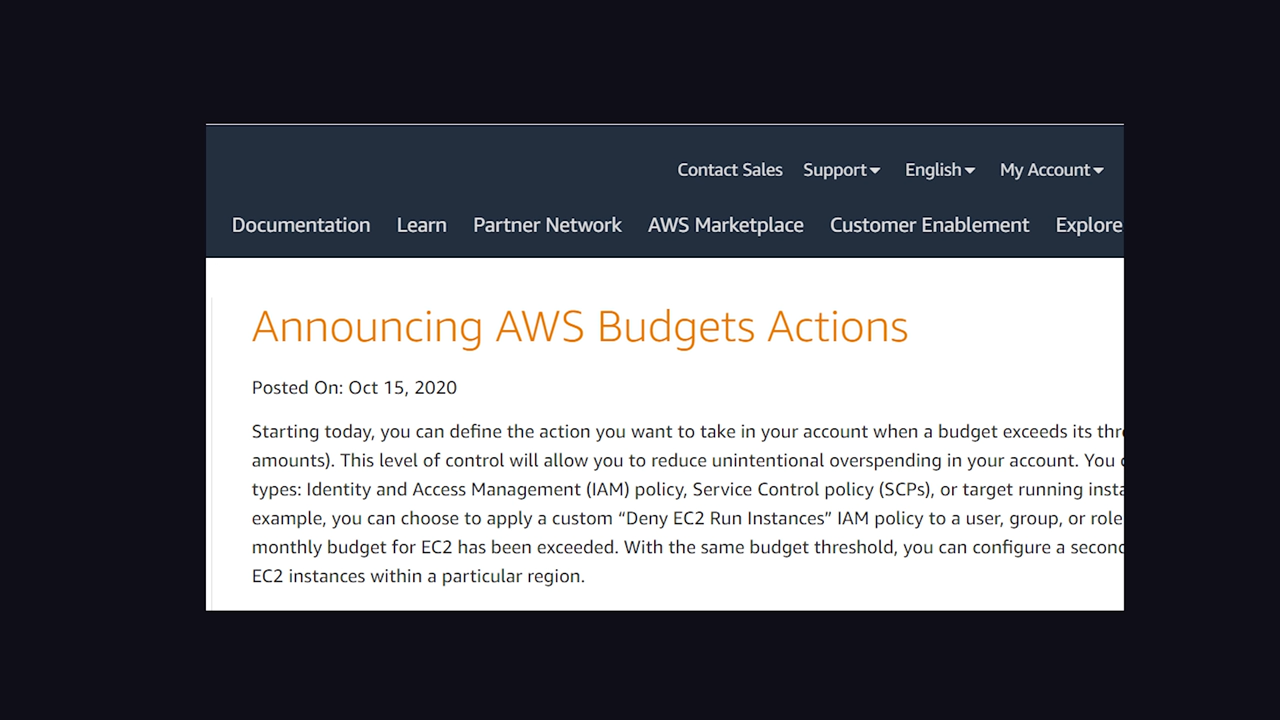 Contact Sales Support English My Account
Documentation Learn Partner Network AWS Marketplace Customer Enablement Explore
Announcing AWS Budgets Actions
Posted On: Oct 15, 2020
Starting today, you can define the action you want to take in your account when a budget exceeds its
amounts). This level of control will allow you to reduce unintentional overspending in your account. You
types: Identity and Access Management (IAM) policy, Service Control policy (SCPs), or target running
example, you can choose to apply a custom “Deny EC2 Run Instances” IAM policy to a user, group, or role
monthly budget for EC2 has been exceeded. With the same budget threshold, you can configure a
EC2 instances within a particular region.